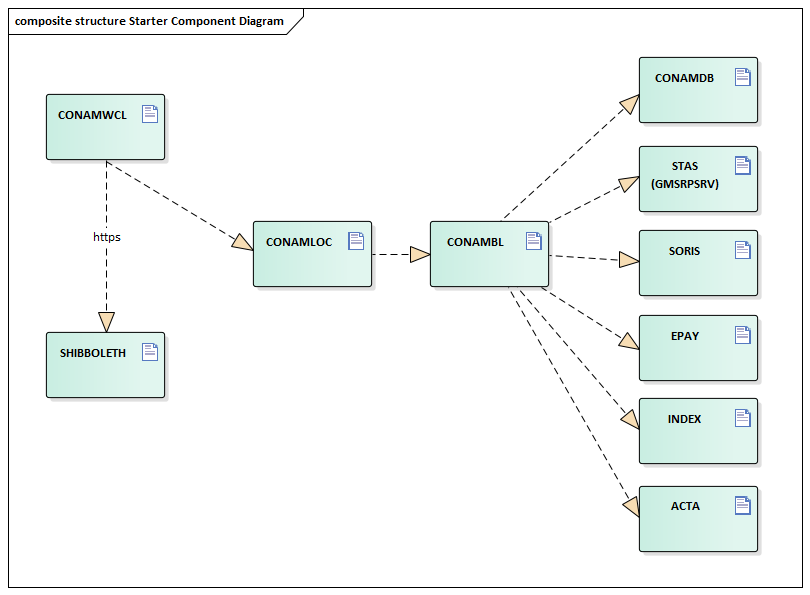 composite structure Starter Component Diagram
CONAMDB
CONAMWCL
STAS
(GMSRPSRV)
https
CONAMLOC
CONAMBL
SORIS
SHIBBOLETH
EPAY
INDEX
ACTA